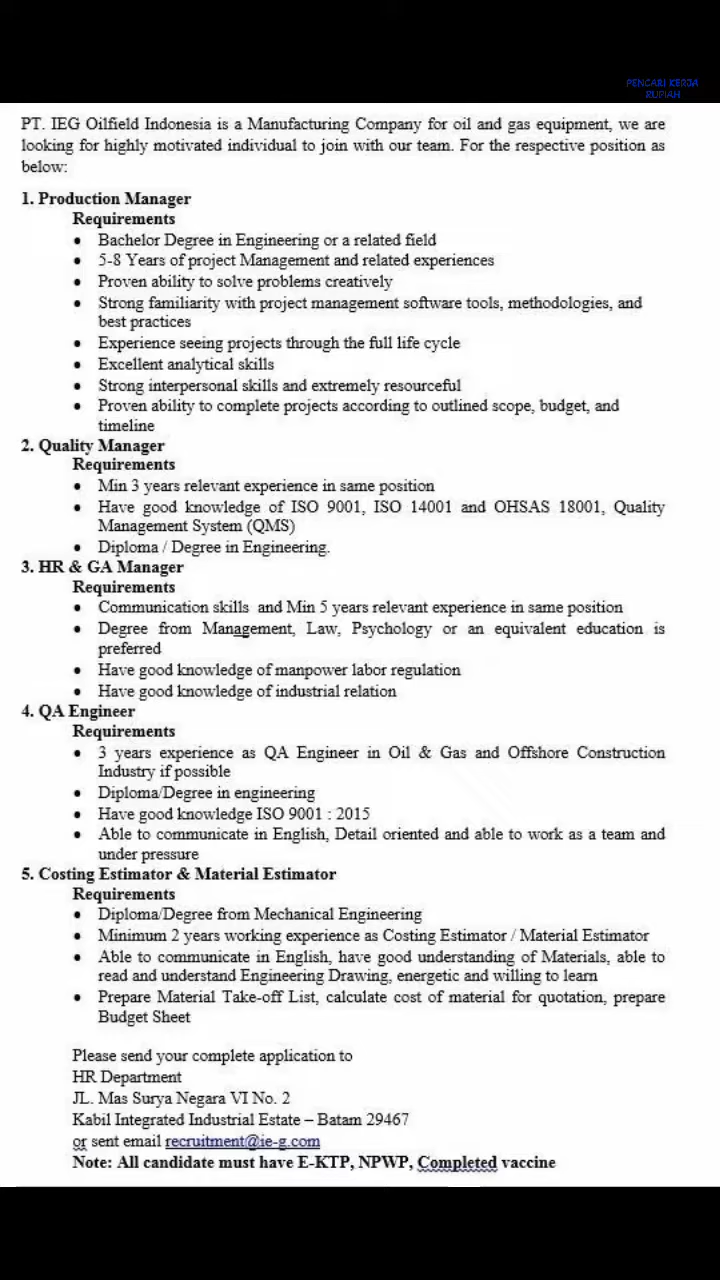 PENCARI KERJA
RUPIAH
PT. IEG Oilfield Indonesia is a Manufacturing Company for oil and gas equipment, we are
looking for highly motivated individual to join with our team. For the respective position as
below:
1. Production Manager
Requirements
• Bachelor Degree in Engineering or a related field
• 5-8 Years of project Management and related experiences
• Proven ability to solve problems creatively
• Strong familiarity with project management software tools, methodologies, and
best practices
• Experience seeing projects through the full life cycle
• Excellent analytical skills
• Strong interpersonal skills and extremely resourceful
• Proven ability to complete projects according to outlined scope, budget, and
timeline
2. Quality Manager
Requirements
• Min 3 years relevant experience in same position
• Have good knowledge of ISO 9001, ISO 14001 and OHSAS 18001, Quality
Management System (QMS)
• Diploma / Degree in Engineering.
3. HR & GA Manager
Requirements
• Communication skills and Min 5 years relevant experience in same position
• Degree from Management, Law, Psychology or an equivalent education is
preferred
• Have good knowledge of manpower labor regulation
• Have good knowledge of industrial relation
4. QA Engineer
Requirements
• 3 years experience as QA Engineer in Oil & Gas and Offshore Construction
Industry if possible
• Diploma/Degree in engineering
• Have good knowledge ISO 9001 : 2015
• Able to communicate in English, Detail oriented and able to work as a team and
under pressure
5. Costing Estimator & Material Estimator
Requirements
• Diploma/Degree from Mechanical Engineering
• Minimum 2 years working experience as Costing Estimator / Material Estimator
• Able to communicate in English, have good understanding of Materials, able to
read and understand Engineering Drawing, energetic and willing to learn
• Prepare Material Take-off List, calculate cost of material for quotation, prepare
Budget Sheet
Please send your complete application to
HR Department
JL. Mas Surya Negara VI No. 2
Kabil Integrated Industrial Estate – Batam 29467
or sent email recruitment@ie-g.com
Note: All candidate must have E-KTP, NPWP, Completed vaccine